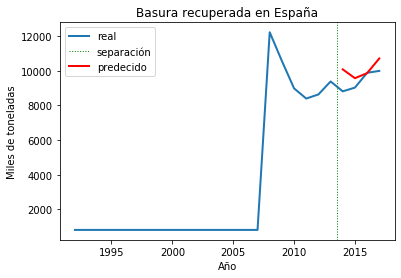 Basura recuperada en España
real
separación
predecido
Miles de toneladas
12000
10000
8000
6000
4000
2000
1995
2000
2005
2010
2015
Año